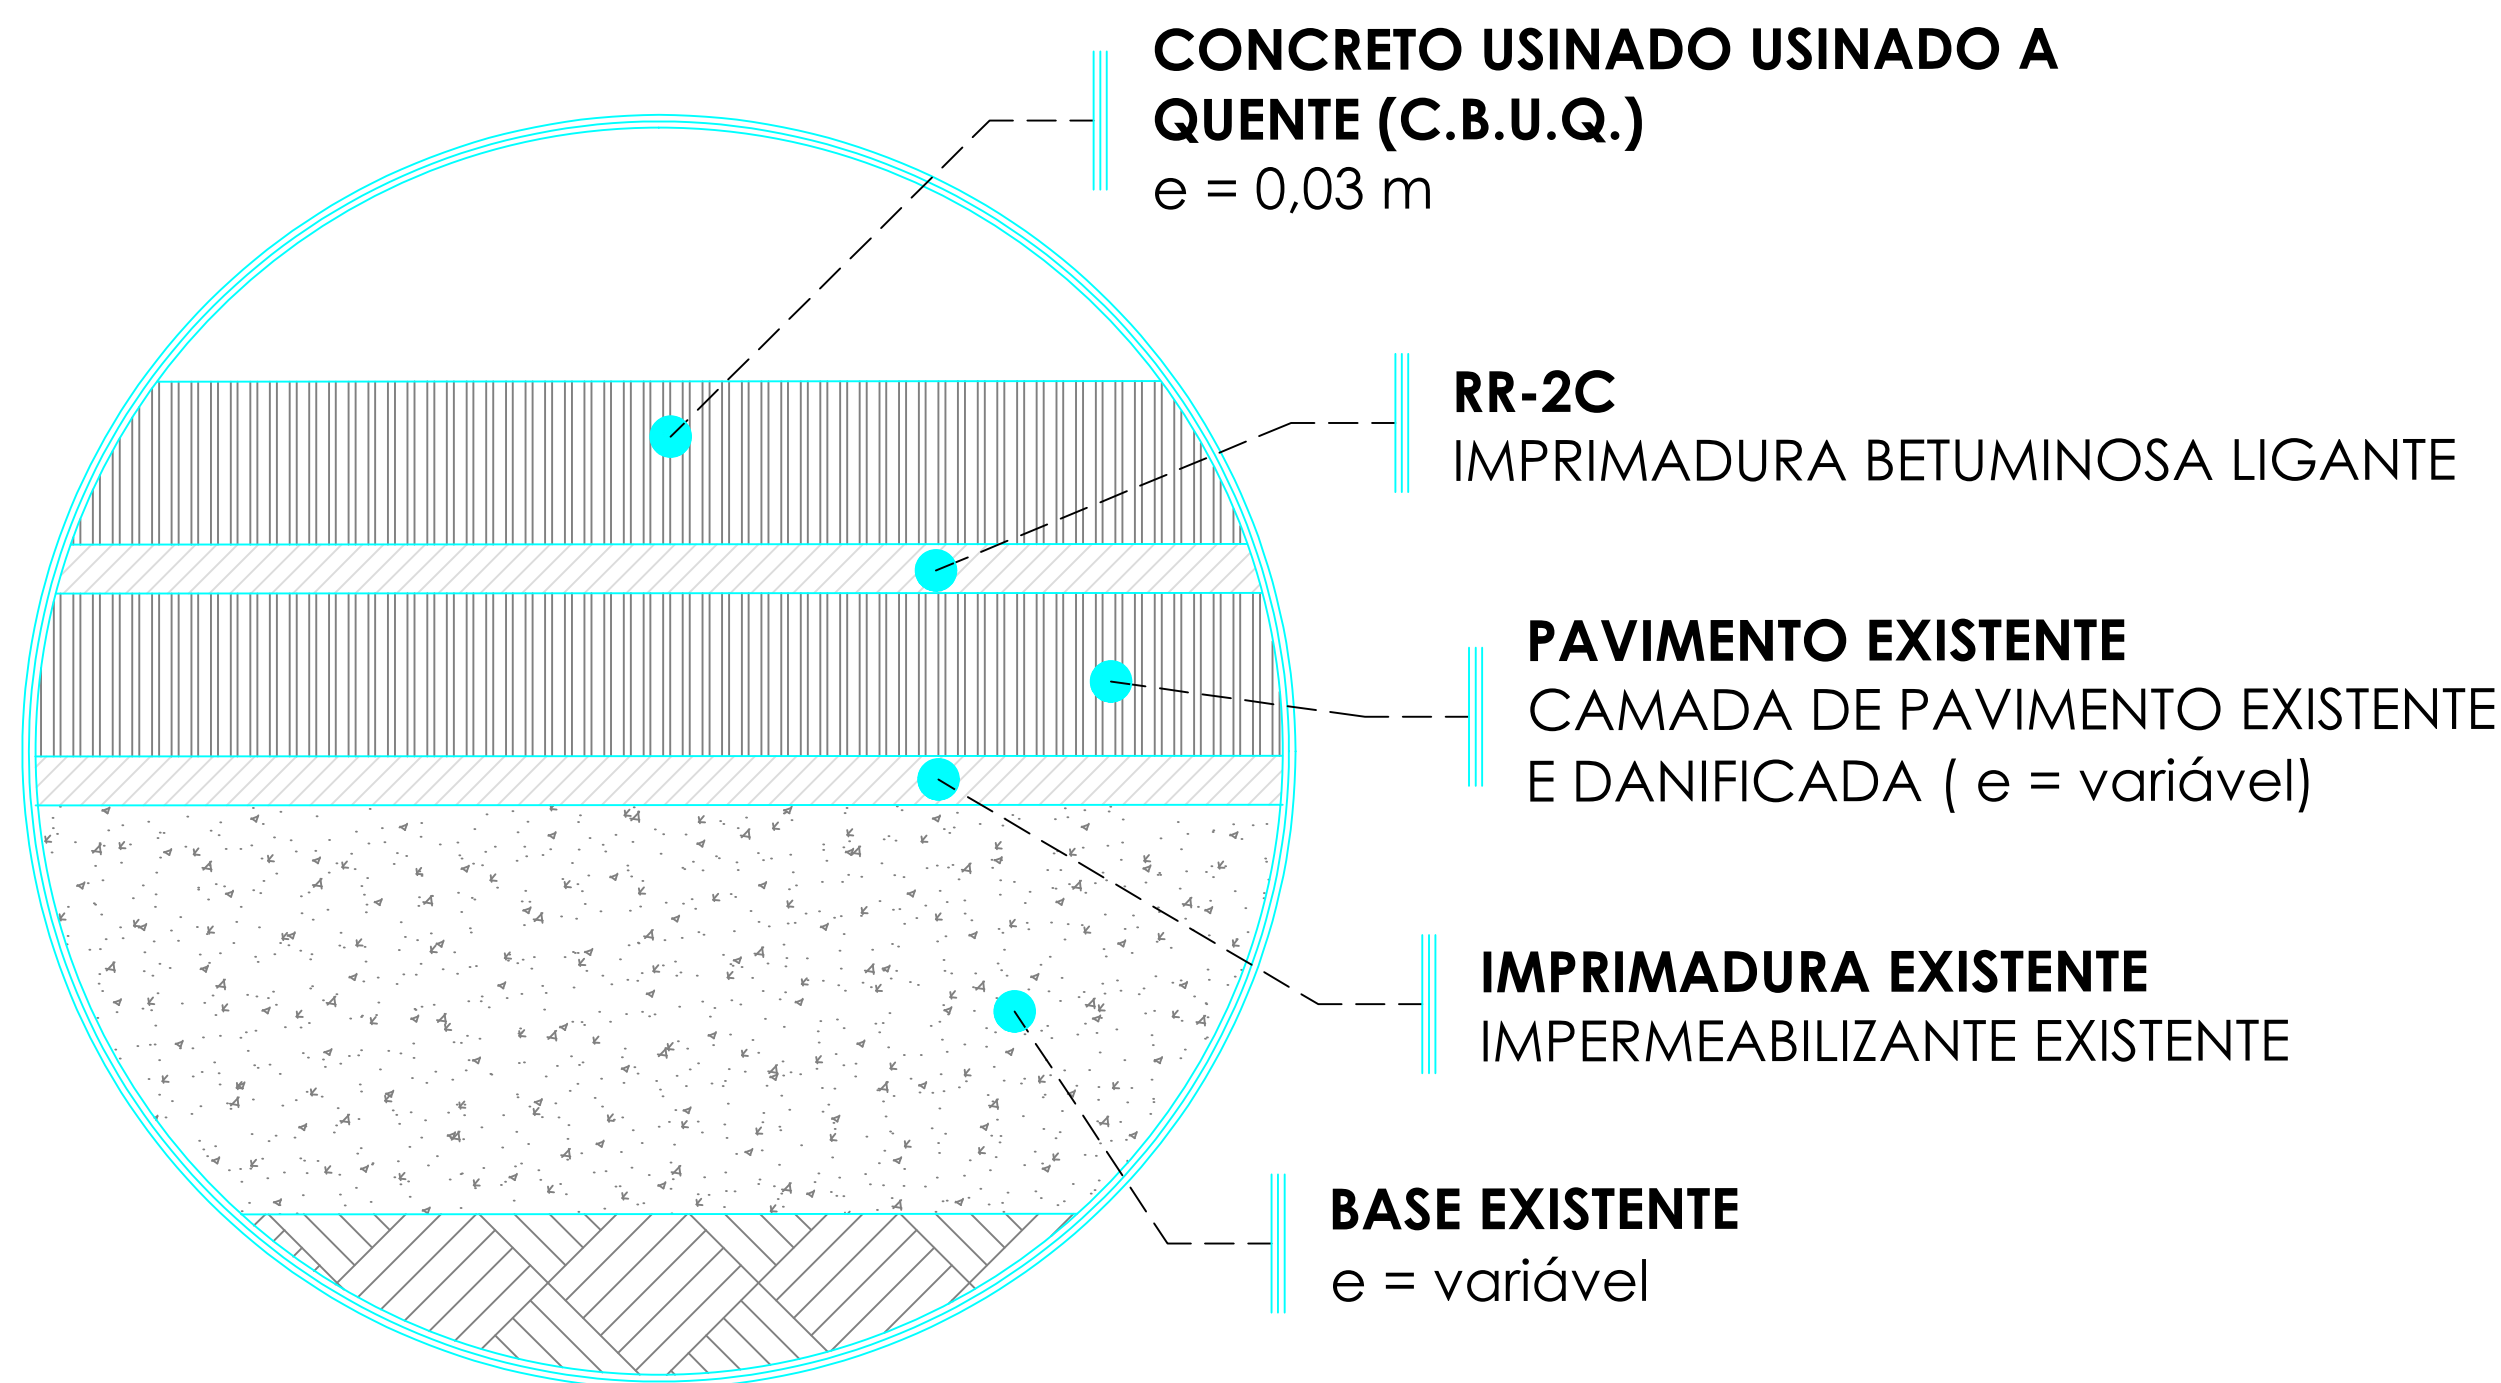 CONCRETO USINADO USINADO A
QUENTE (C.B.U.Q.)
e = 0,03 m
RR-2C
IMPRIMADURA BETUMINOSA LIGANTE
PAVIMENTO EXISTENTE
CAMADA DE PAVIMENTO EXISTENTE
E DANIFICADA ( e = variável)
IMPRIMADURA EXISTENTE
IMPERMEABILIZANTE EXISTENTE
BASE EXISTENTE
e = variável